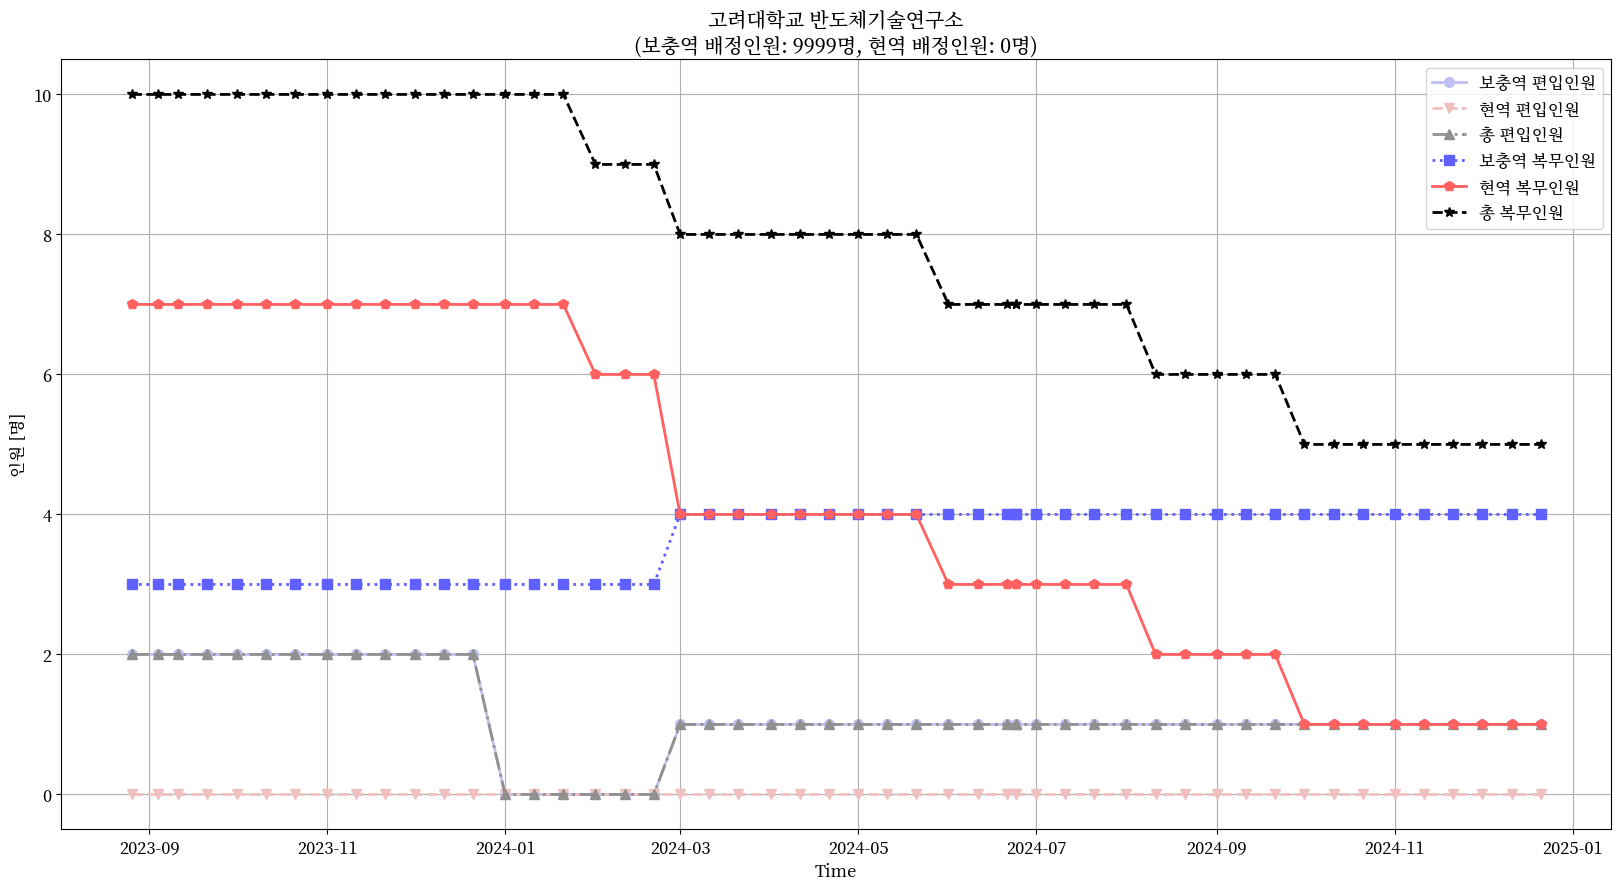 고려대학교 반도체기술연구소
(보충역 배정인원: 9999명, 현역 배정인원: 0명)
보충역 편입인원
현역 편입인원
총 편입인원
보충역 복무인원
현역 복무인원
총 복무인원
인원 [명]
10
8
6
4
2
0
2023-09
2023-11
2024-01
2024-03
2024-05
2024-07
2024-09
2024-11
2025-01
Time